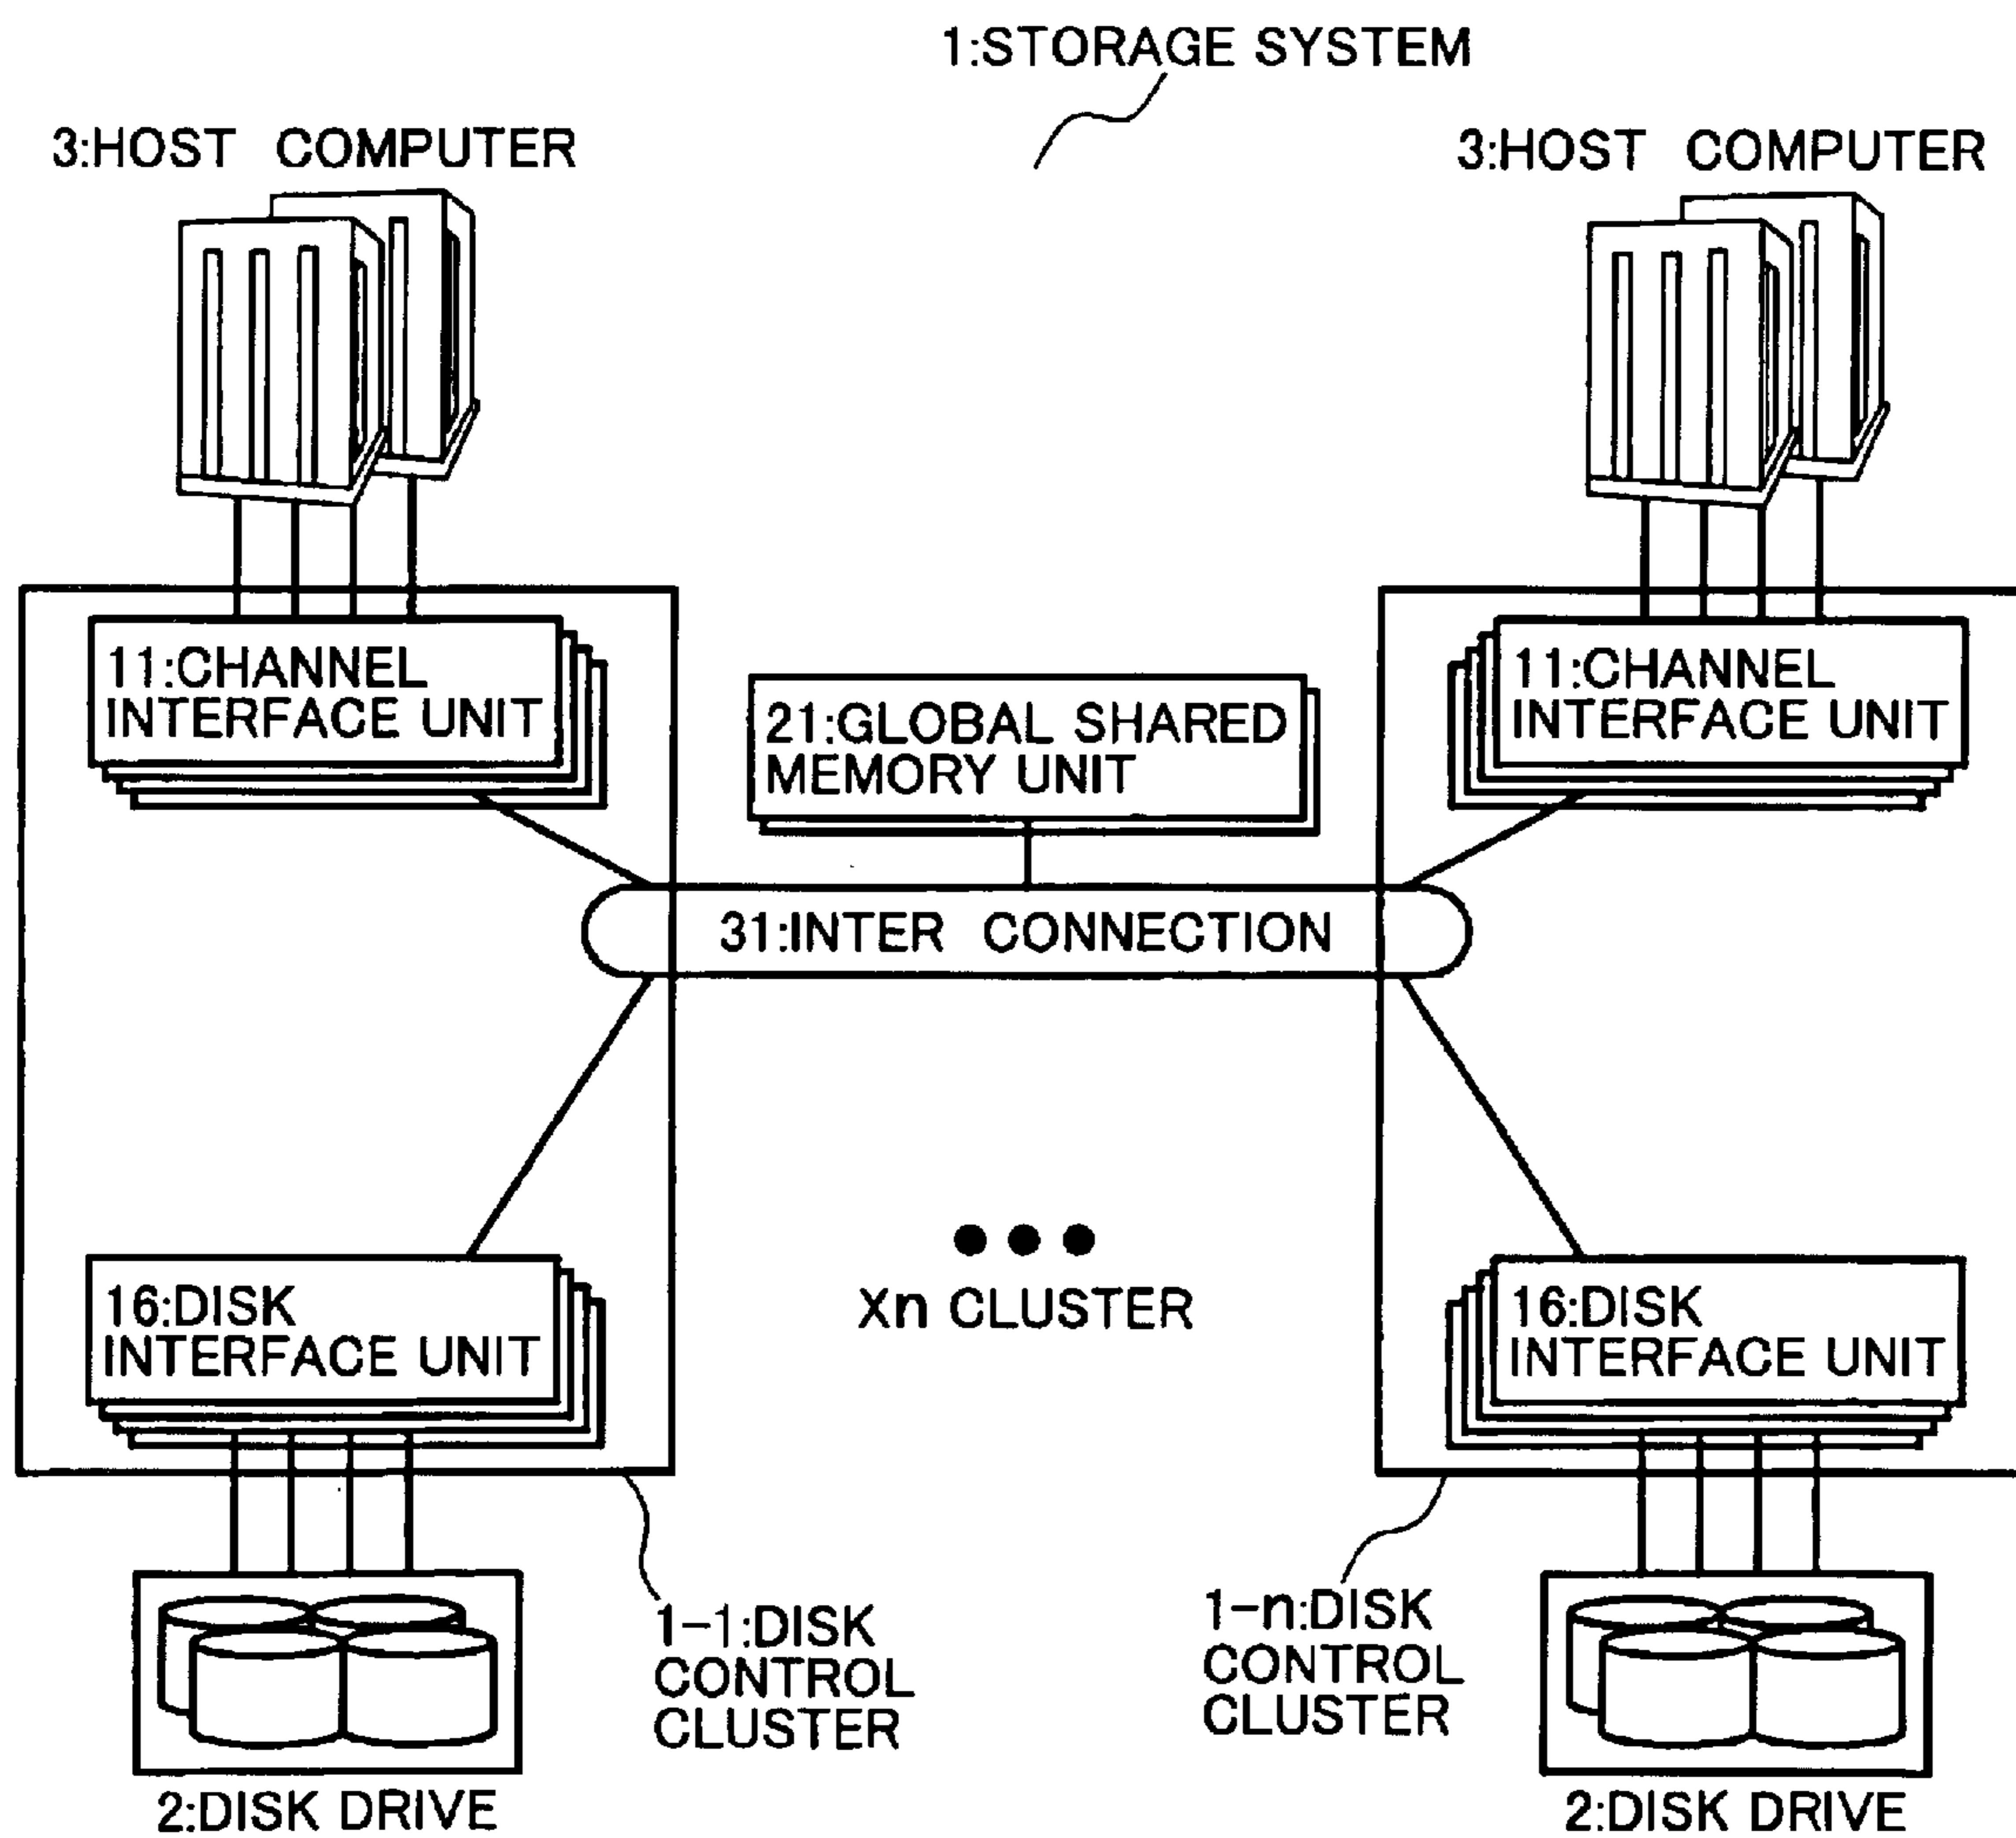 1:STORAGE SYSTEM
3:HOST COMPUTER
3:HOST COMPUTER
11:CHANNEL
INTERFACE UNIT
21:GLOBAL SHARED
MEMORY UNIT
11:CHANNEL
INTERFACE UNIT
31:INTER CONNECTION
16:DISK
INTERFACE UNIT
Xn CLUSTER
16:DISK
INTERFACE UNIT
1-1:DISK
CONTROL
CLUSTER
1-n:DISK
CONTROL
CLUSTER
2:DISK DRIVE
2:DISK DRIVE